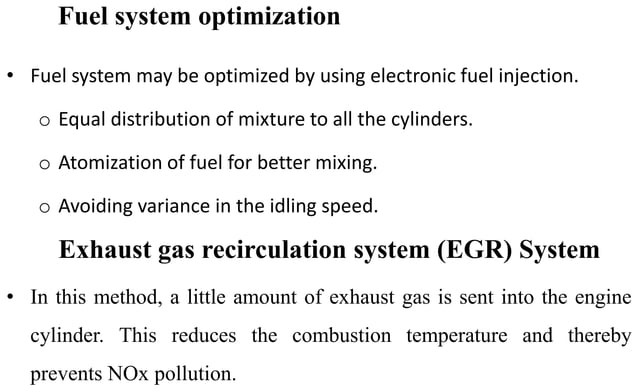 Fuel system optimization
• Fuel system may be optimized by using electronic fuel injection.
o Equal distribution of mixture to all the cylinders.
o Atomization of fuel for better mixing.
o Avoiding variance in the idling speed.
Exhaust gas recirculation system (EGR) System
• In this method, a little amount of exhaust gas is sent into the engine
cylinder. This reduces the combustion temperature and thereby
prevents NOx pollution.